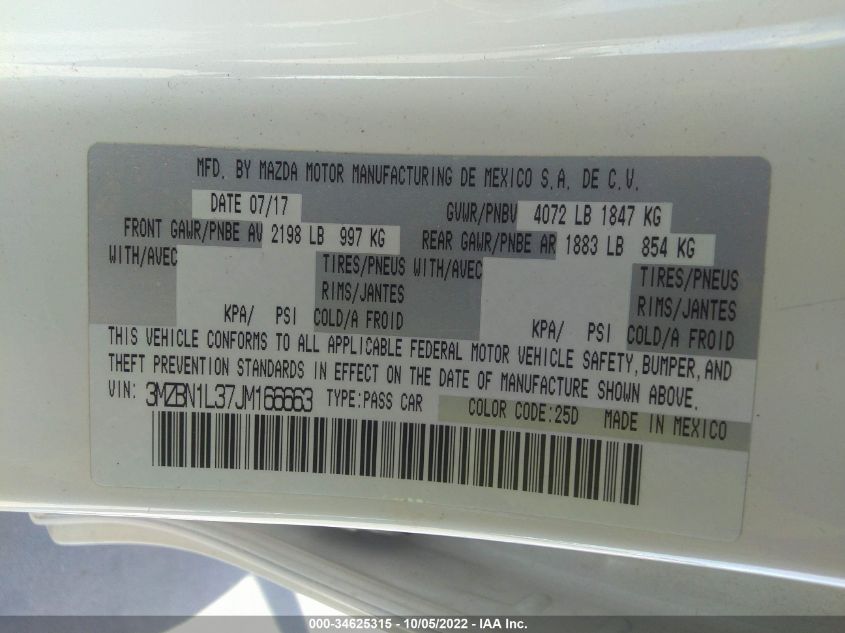 MFD. BY MAZDA MOTOR MANUFACTURING DE MEXICO S.A. DE C.V.
DATE 07/17 GVWR/PNBV 4072 LB 1847 KG
FRONT GAWR/PNBE AV 2198 LB 997 KG REAR GAWR/PNBE AR 1883 LB 854 KG
WITH/AVEC TIRES/PNEUS WITH/AVEC TIRES/PNEUS
RIMS/JANTES RIMS/JANTES
KPA/ PSI COLD/A FROID KPA/ PSI COLD/A FROID
THIS VEHICLE CONFORMS TO ALL APPLICABLE FEDERAL MOTOR VEHICLE SAFETY, BUMPER, AND
THEFT PREVENTION STANDARDS IN EFFECT ON THE DATE OF MANUFACTURE SHOWN ABOVE.
VIN: 3MZBN1L37JM166663 TYPE:PASS CAR COLOR CODE:25D MADE IN MEXICO
000-34625315 - 10/05/2022 - IAA Inc.